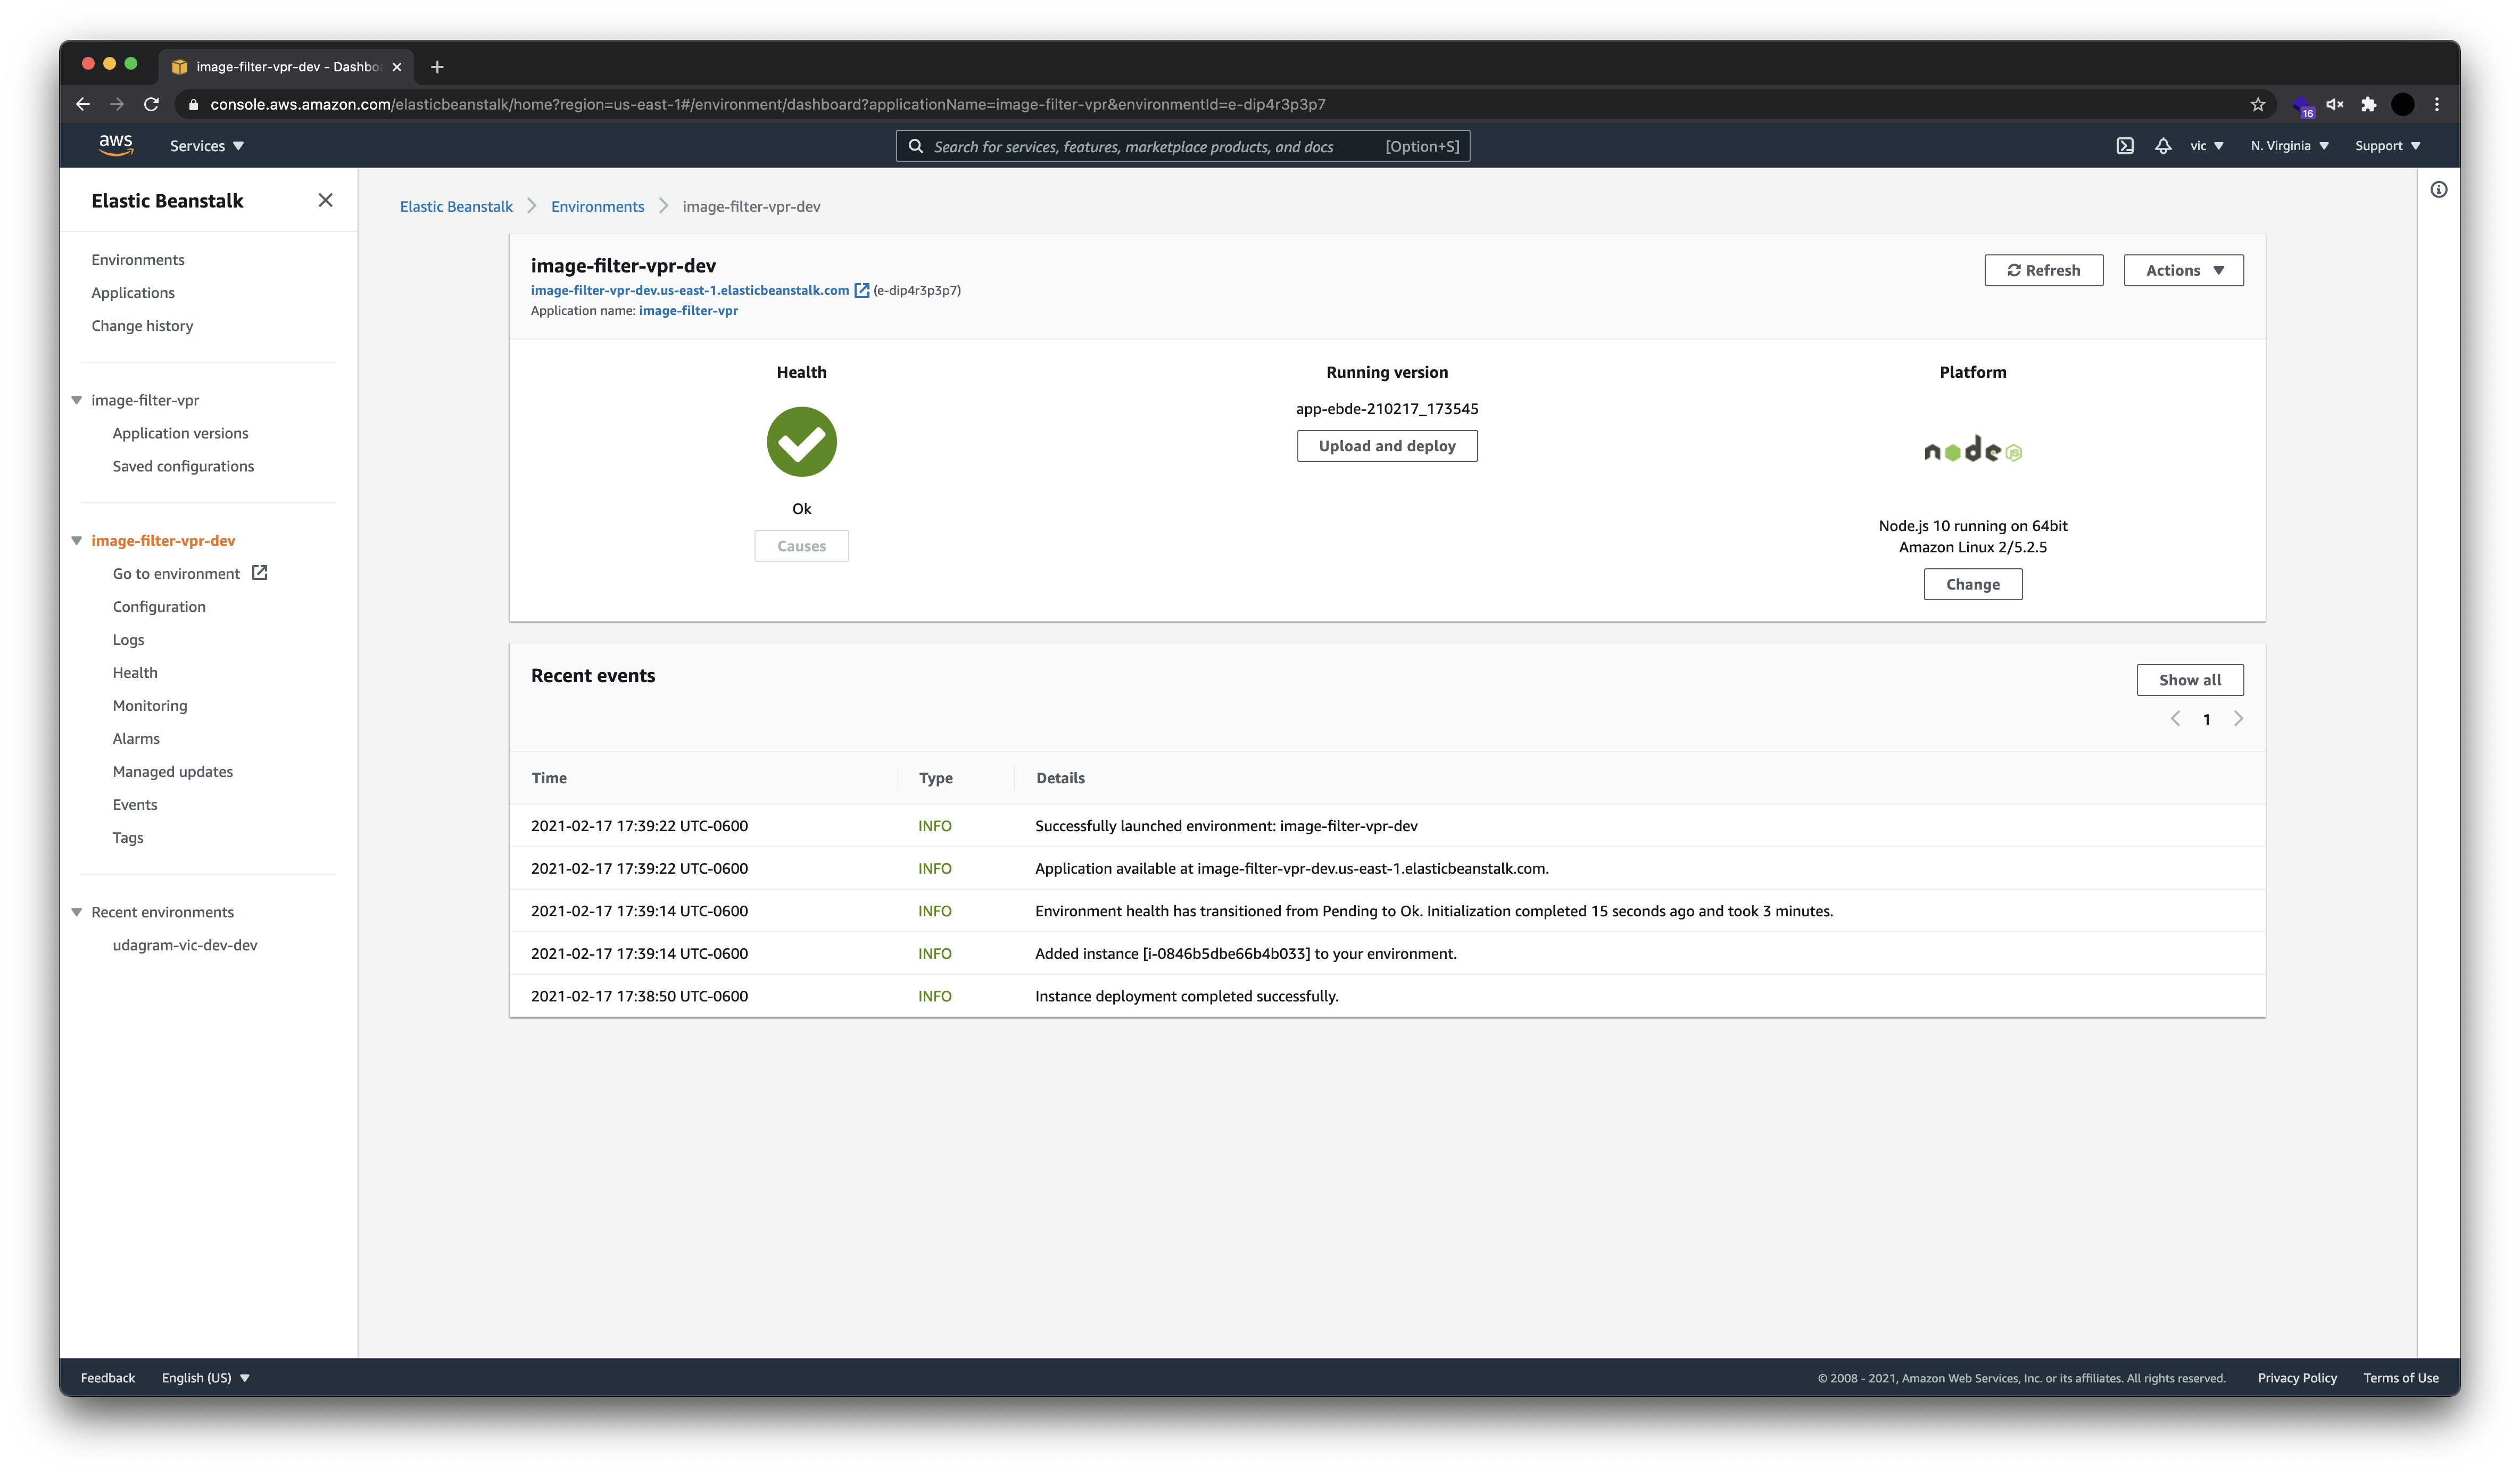 image-filter-vpr-dev - Dashbo
console.aws.amazon.com/elasticbeanstalk/home?region=us-east-1#/environment/dashboard?applicationName=image-filter-vpr&environmentId=e-dip4r3p3p7
16
aws
Services
Search for services, features, marketplace products, and docs
[Option+S]
vic
N. Virginia
Support
Elastic Beanstalk
Environments
Applications
Change history
image-filter-vpr
Application versions
Saved configurations
image-filter-vpr-dev
Go to environment
Configuration
Logs
Health
Monitoring
Alarms
Managed updates
Events
Tags
Recent environments
udagram-vic-dev-dev
Elastic Beanstalk
Environments
image-filter-vpr-dev
image-filter-vpr-dev
image-filter-vpr-dev.us-east-1.elasticbeanstalk.com (e-dip4r3p3p7)
Application name: image-filter-vpr
Refresh
Actions
Health
Ok
Causes
Running version
app-ebde-210217_173545
Upload and deploy
Platform
node
JS
Node.js 10 running on 64bit
Amazon Linux 2/5.2.5
Change
Recent events
Show all
1
Time Type Details
2021-02-17 17:39:22 UTC-0600 INFO Successfully launched environment: image-filter-vpr-dev
2021-02-17 17:39:22 UTC-0600 INFO Application available at image-filter-vpr-dev.us-east-1.elasticbeanstalk.com.
2021-02-17 17:39:14 UTC-0600 INFO Environment health has transitioned from Pending to Ok. Initialization completed 15 seconds ago and took 3 minutes.
2021-02-17 17:39:14 UTC-0600 INFO Added instance [i-0846b5dbe66b4b033] to your environment.
2021-02-17 17:38:50 UTC-0600 INFO Instance deployment completed successfully.
Feedback
English (US)
© 2008 - 2021, Amazon Web Services, Inc. or its affiliates. All rights reserved.
Privacy Policy
Terms of Use